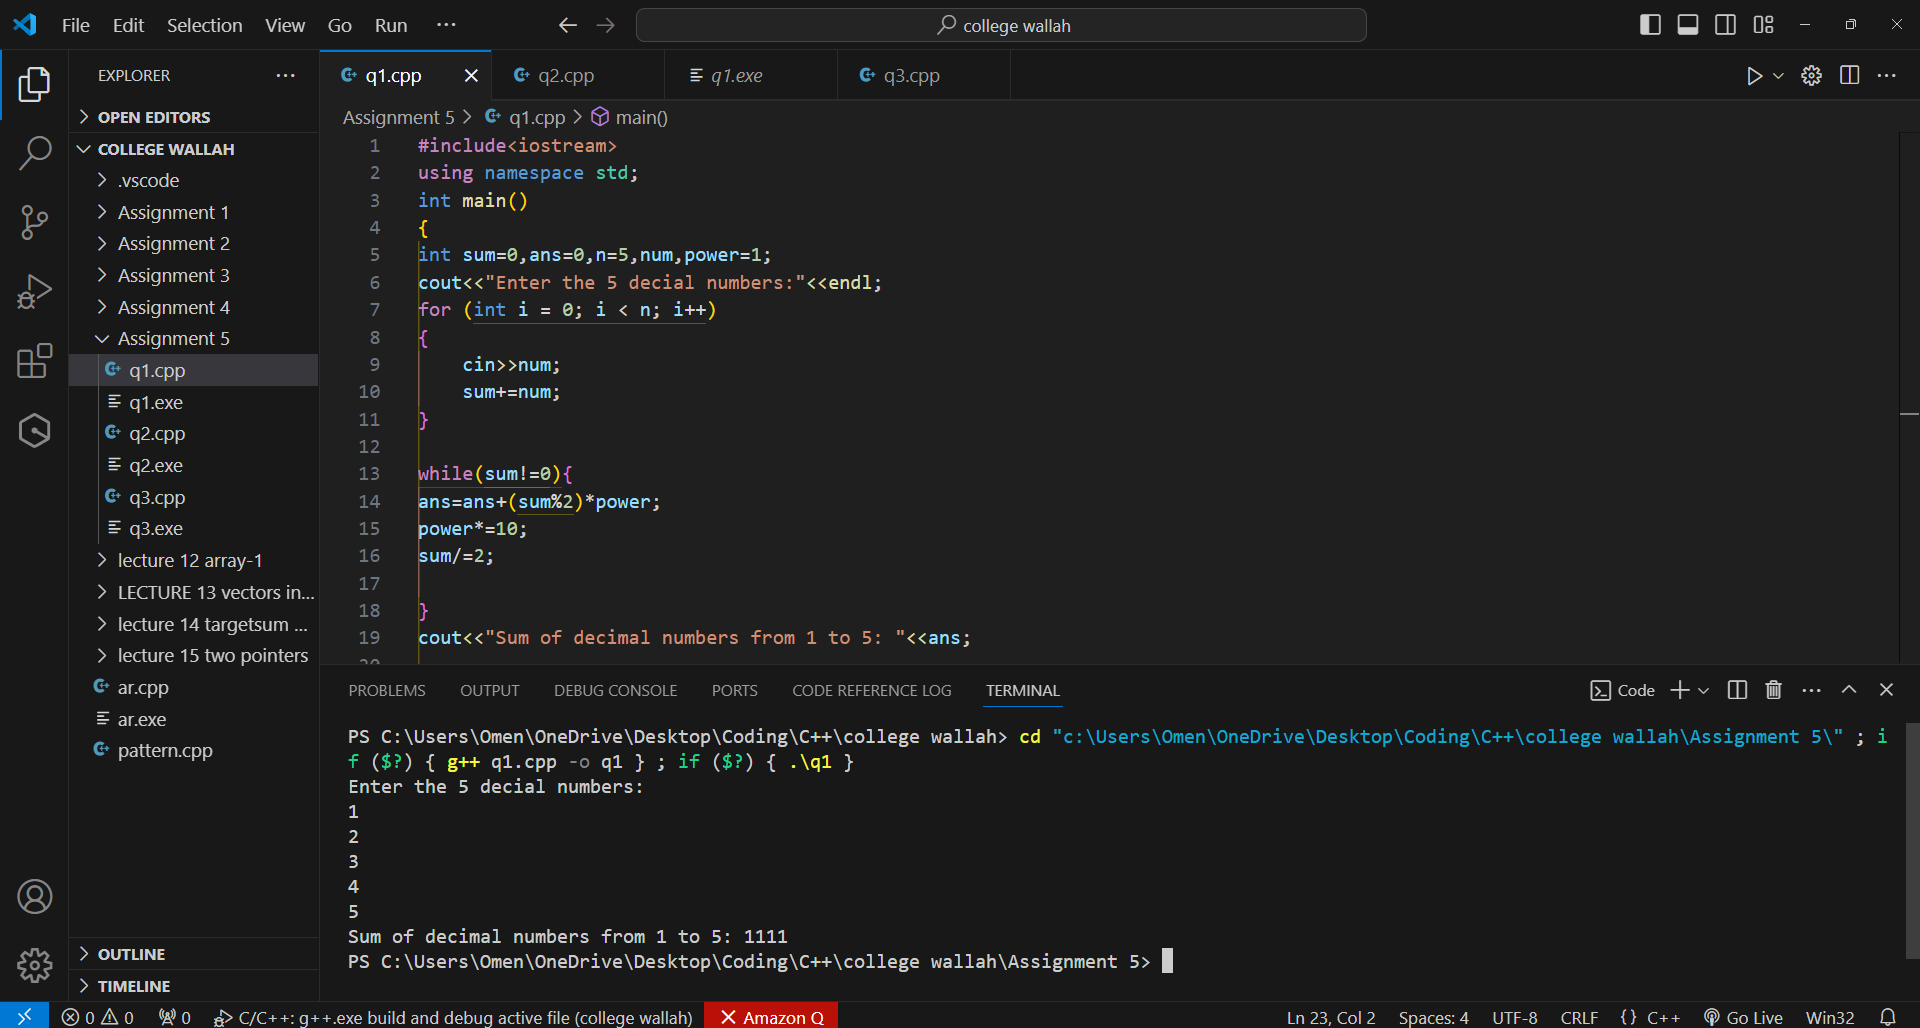 File Edit Selection View Go Run ···
college wallah
EXPLORER ···
OPEN EDITORS
COLLEGE WALLAH
.vscode
Assignment 1
Assignment 2
Assignment 3
Assignment 4
Assignment 5
q1.cpp
q1.exe
q2.cpp
q2.exe
q3.cpp
q3.exe
lecture 12 array-1
LECTURE 13 vectors in...
lecture 14 targetsum ...
lecture 15 two pointers
ar.cpp
ar.exe
pattern.cpp
OUTLINE
TIMELINE
q1.cpp q2.cpp q1.exe q3.cpp
Assignment 5 > q1.cpp > main()
1 #include<iostream>
2 using namespace std;
3 int main()
4 {
5 int sum=0,ans=0,n=5,num,power=1;
6 cout<<"Enter the 5 decial numbers:"<<endl;
7 for (int i = 0; i < n; i++)
8 {
9 cin>>num;
10 sum+=num;
11 }
12
13 while(sum!=0){
14 ans=ans+(sum%2)*power;
15 power*=10;
16 sum/=2;
17
18 }
19 cout<<"Sum of decimal numbers from 1 to 5: "<<ans;
20
PROBLEMS OUTPUT DEBUG CONSOLE PORTS CODE REFERENCE LOG TERMINAL
Code
PS C:\Users\Omen\OneDrive\Desktop\Coding\C++\college wallah> cd "c:\Users\Omen\OneDrive\Desktop\Coding\C++\college wallah\Assignment 5\" ; i
f ($?) { g++ q1.cpp -o q1 } ; if ($?) { .\q1 }
Enter the 5 decial numbers:
1
2
3
4
5
Sum of decimal numbers from 1 to 5: 1111
PS C:\Users\Omen\OneDrive\Desktop\Coding\C++\college wallah\Assignment 5>
0 0 0 C/C++: g++.exe build and debug active file (college wallah) Amazon Q Ln 23, Col 2 Spaces: 4 UTF-8 CRLF {} C++ Go Live Win32